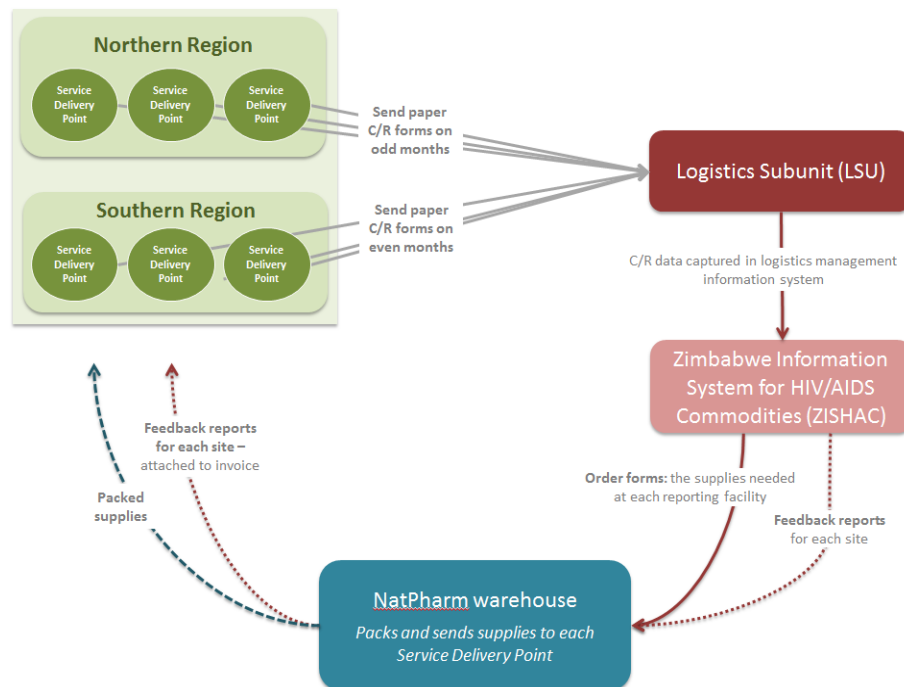 Northern Region
Service
Delivery
Point
Service
Delivery
Point
Service
Delivery
Point
Send paper
C/R forms on
odd months
Southern Region
Service
Delivery
Point
Service
Delivery
Point
Service
Delivery
Point
Send paper
C/R forms on
even months
Logistics Subunit (LSU)
C/R data captured in logistics management
information system
Zimbabwe Information
System for HIV/AIDS
Commodities (ZISHAC)
Order forms: the supplies needed
at each reporting facility
Feedback reports
for each site
Feedback reports
for each site –
attached to invoice
Packed
supplies
NatPharm warehouse
Packs and sends supplies to each
Service Delivery Point